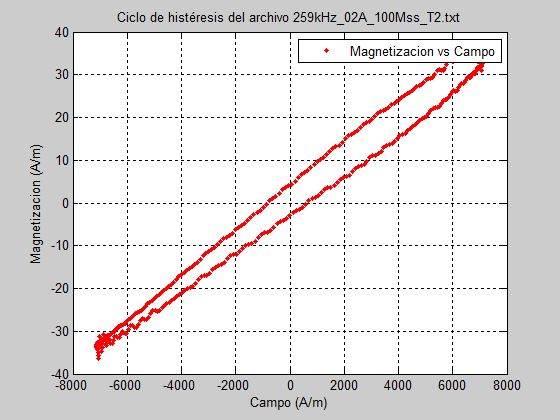 Ciclo de histéresis del archivo 259kHz_02A_100Mss_T2.txt
Magnetizacion vs Campo
40
30
20
10
0
-10
-20
-30
-40
Magnetizacion (A/m)
-8000 -6000 -4000 -2000 0 2000 4000 6000 8000
Campo (A/m)